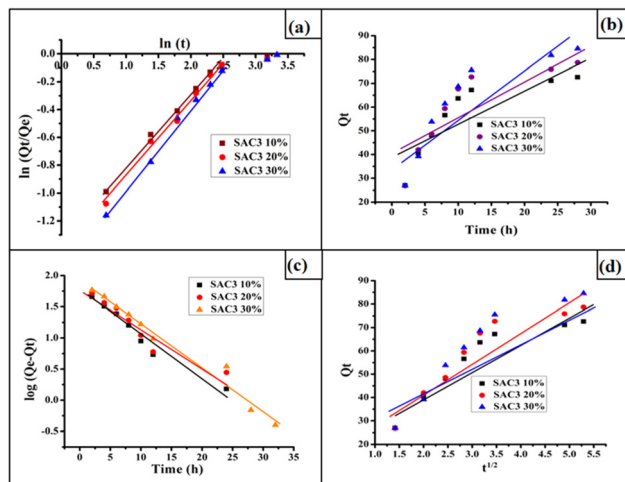 (a)
ln (t)
0.0 0.5 1.0 1.5 2.0 2.5 3.0 3.5
0.0
-0.2
-0.4
-0.6
-0.8
-1.0
-1.2
ln (Qt/Qe)
SAC3 10%
SAC3 20%
SAC3 30%
(b)
90
80
70
60
50
40
30
20
Qt
SAC3 10%
SAC3 20%
SAC3 30%
0 5 10 15 20 25 30
Time (h)
(c)
2.5
2.0
1.5
1.0
0.5
0.0
-0.5
log (Qe-Qt)
SAC3 10%
SAC3 20%
SAC3 30%
0 5 10 15 20 25 30 35
Time (h)
(d)
90
80
70
60
50
40
30
20
Qt
SAC3 10%
SAC3 20%
SAC3 30%
1.0 1.5 2.0 2.5 3.0 3.5 4.0 4.5 5.0 5.5
t1/2